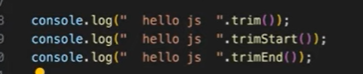 console.log("  hello js  ".trim());
console.log("  hello js  ".trimStart());
console.log("  hello js  ".trimEnd());